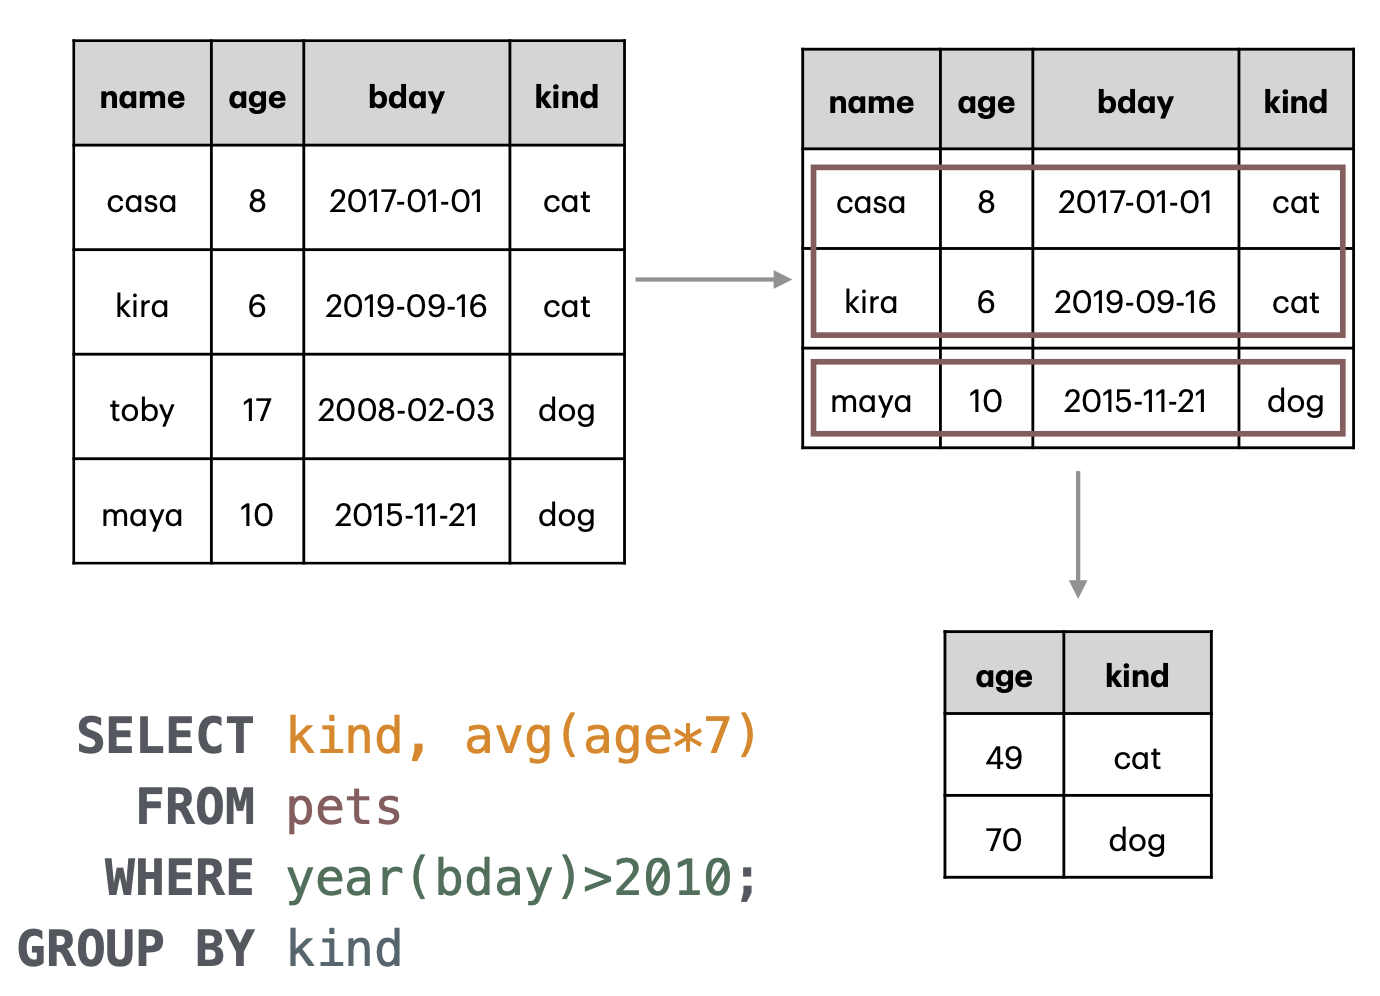 name age bday kind
casa 8 2017-01-01 cat
kira 6 2019-09-16 cat
toby 17 2008-02-03 dog
maya 10 2015-11-21 dog
name age bday kind
casa 8 2017-01-01 cat
kira 6 2019-09-16 cat
maya 10 2015-11-21 dog
age kind
49 cat
70 dog
SELECT kind, avg(age*7)
FROM pets
WHERE year(bday)>2010;
GROUP BY kind